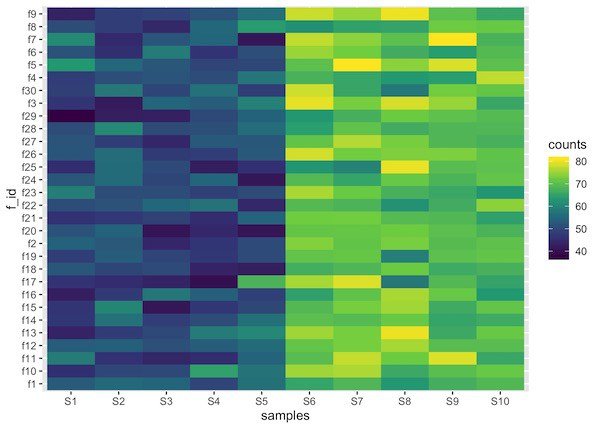 f9
f8
f7
f6
f5
f4
f30
f3
f29
f28
f27
f26
f25
f24
f23
f22
f21
f20
f2
f19
f18
f17
f16
f15
f14
f13
f12
f11
f10
f1
f_id
S1 S2 S3 S4 S5 S6 S7 S8 S9 S10
samples
counts
80
70
60
50
40